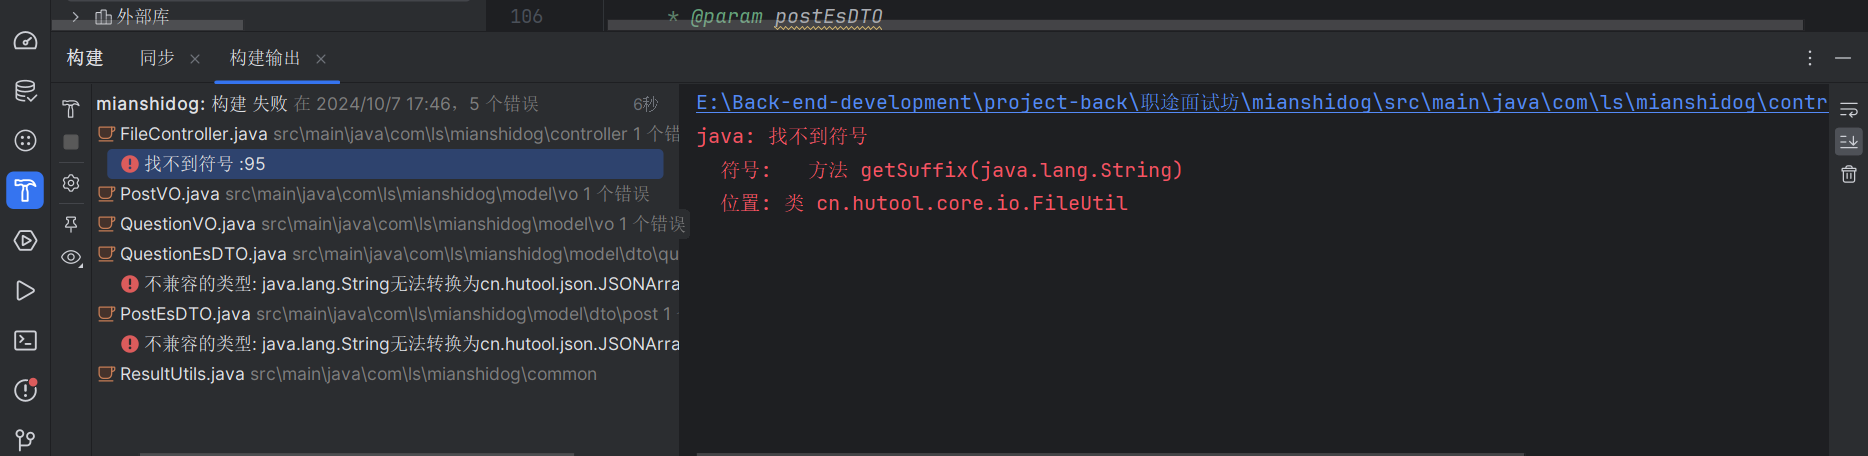 外部库
106
* @param postEsDTO
构建 同步 构建输出
mianshidog: 构建 失败 在 2024/10/7 17:46，5 个错误 6秒
FileController.java src\main\java\com\ls\mianshidog\controller 1 个错
找不到符号 :95
PostVO.java src\main\java\com\ls\mianshidog\model\vo 1 个错误
QuestionVO.java src\main\java\com\ls\mianshidog\model\vo 1 个错误
QuestionEsDTO.java src\main\java\com\ls\mianshidog\model\dto\qu
不兼容的类型: java.lang.String无法转换为cn.hutool.json.JSONArra
PostEsDTO.java src\main\java\com\ls\mianshidog\model\dto\post 1
不兼容的类型: java.lang.String无法转换为cn.hutool.json.JSONArra
ResultUtils.java src\main\java\com\ls\mianshidog\common
E:\Back-end-development\project-back\职途面试坊\mianshidog\src\main\java\com\ls\mianshidog\contr
java: 找不到符号
符号: 方法 getSuffix(java.lang.String)
位置: 类 cn.hutool.core.io.FileUtil